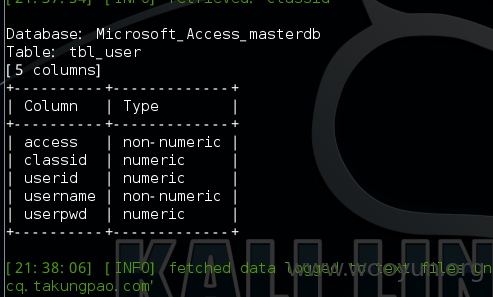 [21:37:54] [INFO] retrieved: classid
Database: Microsoft_Access_masterdb
Table: tbl_user
[5 columns]
+----------+-------------+
| Column | Type |
+----------+-------------+
| access | non-numeric |
| classid | numeric |
| userid | numeric |
| username | non-numeric |
| userpwd | numeric |
+----------+-------------+
[21:38:06] [INFO] fetched data logged to text files un
cq.takungpao.com'
KALI LIN